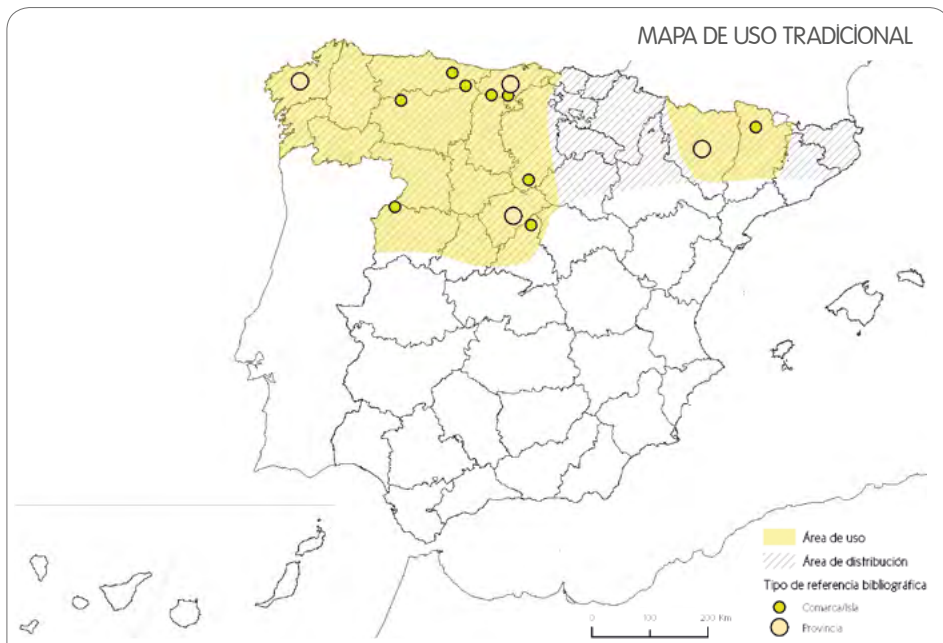 MAPA DE USO TRADICIONAL
Área de uso
Área de distribución
Tipo de referencia bibliográfica
Comarca/Isla
Provincia
0 100 200 Km